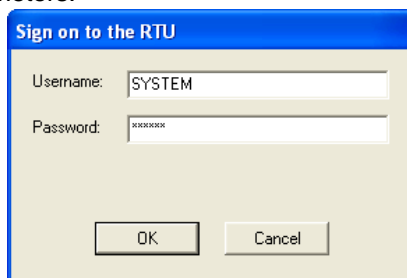 Sign on to the RTU
Username: SYSTEM
Password: ××××××
OK Cancel